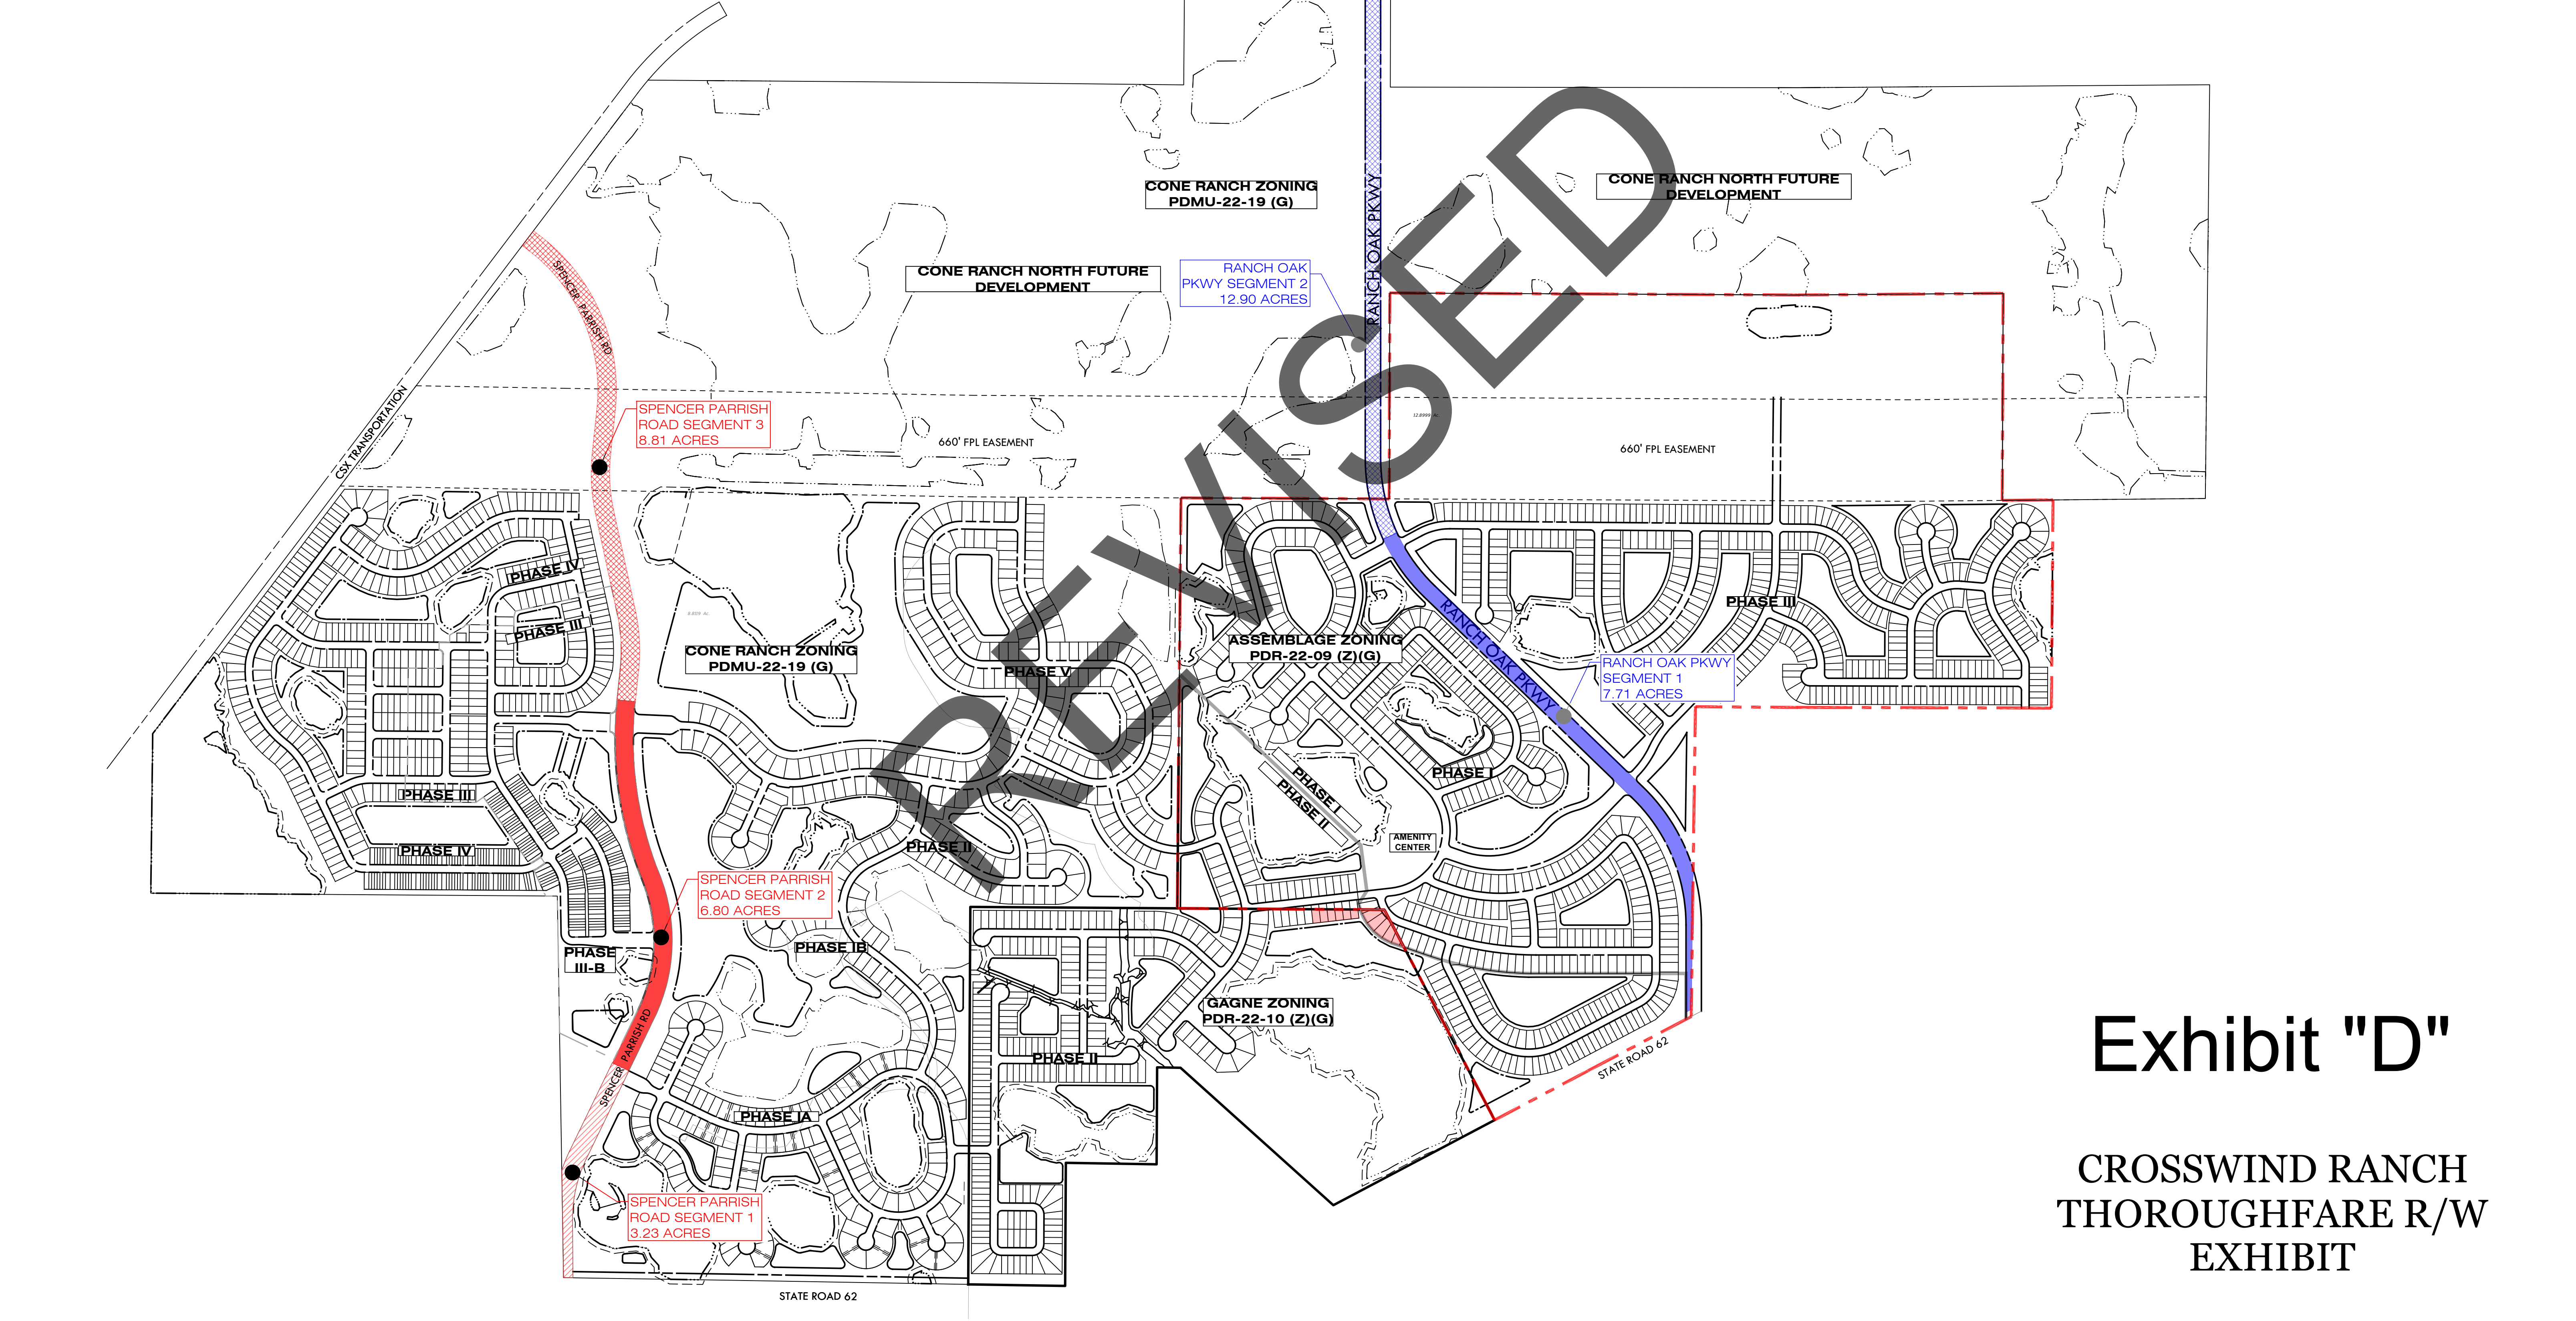 CONE RANCH ZONING
PDMU-22-19 (G)
CONE RANCH NORTH FUTURE
DEVELOPMENT
RANCH OAK PKWY
CONE RANCH NORTH FUTURE
DEVELOPMENT
RANCH OAK
PKWY SEGMENT 2
12.90 ACRES
SPENCER PARRISH RD
CSX TRANSPORTATION
SPENCER PARRISH
ROAD SEGMENT 3
8.81 ACRES
660' FPL EASEMENT
660' FPL EASEMENT
REVISED
PHASE IV
PHASE III
CONE RANCH ZONING
PDMU-22-19 (G)
PHASE V
ASSEMBLAGE ZONING
PDR-22-09 (Z)(G)
RANCH OAK PKWY
PHASE III
RANCH OAK PKWY
SEGMENT 1
7.71 ACRES
PHASE III
PHASE IV
PHASE II
PHASE I
PHASE II
PHASE I
AMENITY
CENTER
SPENCER PARRISH
ROAD SEGMENT 2
6.80 ACRES
PHASE
III-B
PHASE IB
GAGNE ZONING
PDR-22-10 (Z)(G)
PHASE II
SPENCER PARRISH RD
PHASE IA
STATE ROAD 62
SPENCER PARRISH
ROAD SEGMENT 1
3.23 ACRES
STATE ROAD 62
Exhibit "D"
CROSSWIND RANCH
THOROUGHFARE R/W
EXHIBIT